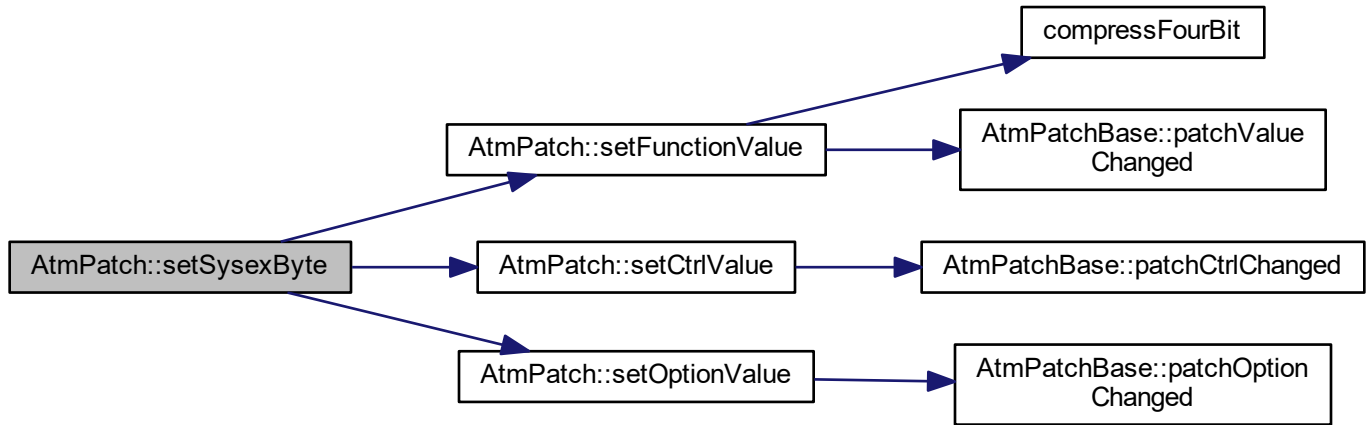 compressFourBit
AtmPatch::setFunctionValue
AtmPatchBase::patchValue
Changed
AtmPatch::setSysexByte
AtmPatch::setCtrlValue
AtmPatchBase::patchCtrlChanged
AtmPatch::setOptionValue
AtmPatchBase::patchOption
Changed